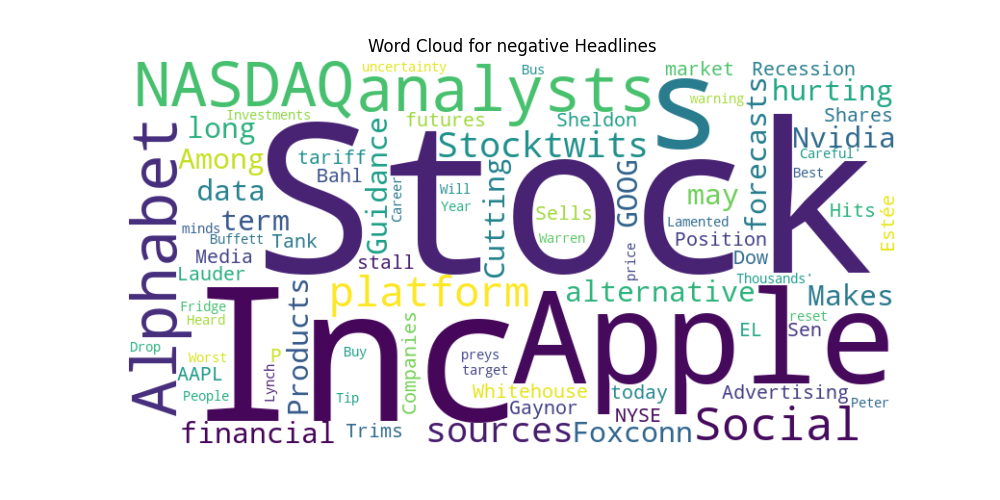 Word Cloud for negative Headlines
NASDAQ
uncertainty
analysts
Bus
s
market
Recession
warning
hurting
Investments
futures
Sheldon
forecasts
Shares
long
Among
tariff
Bahl
Guidance
Stocktwits
Nvidia
Careful'
Alphabet
Stock
data
Career
Will
Year
Cutting
GOOG
may
Best
Hits
Estée
term
minds
Buffett
Tank
Sells
Warren
Lamented
Position
Media
stall
price
Dow
Lauder
platform
alternative
Thousands'
Makes
Fridge
Heard
Products
Inc
Apple
reset
EL
Sen
Drop
Worst
P
Buy
Companies
preys
target
AAPL
Lynch
People
Tip
Whitehouse
today
Advertising
Peter
Gaynor
NYSE
financial
Trims
sources
Foxconn
Social